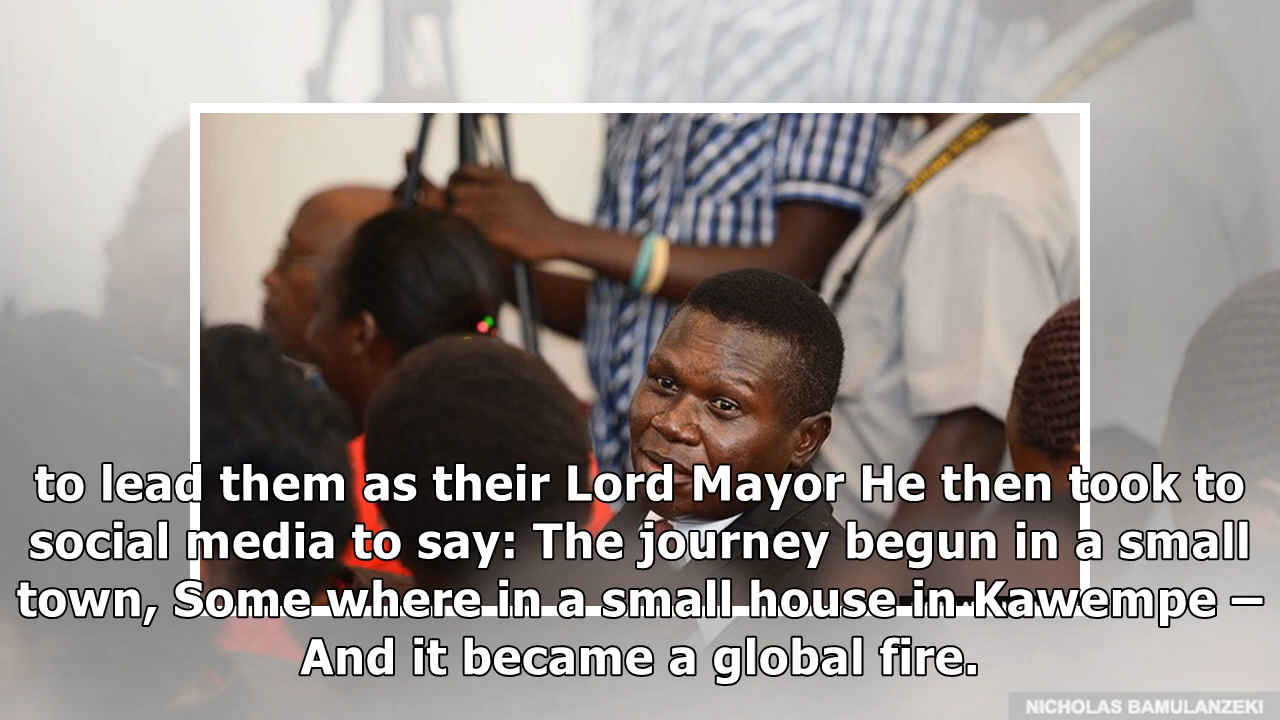 to lead them as their Lord Mayor He then took to
social media to say: The journey begun in a small
town, Some where in a small house in Kawempe –
And it became a global fire.
NICHOLAS BAMULANZEKI